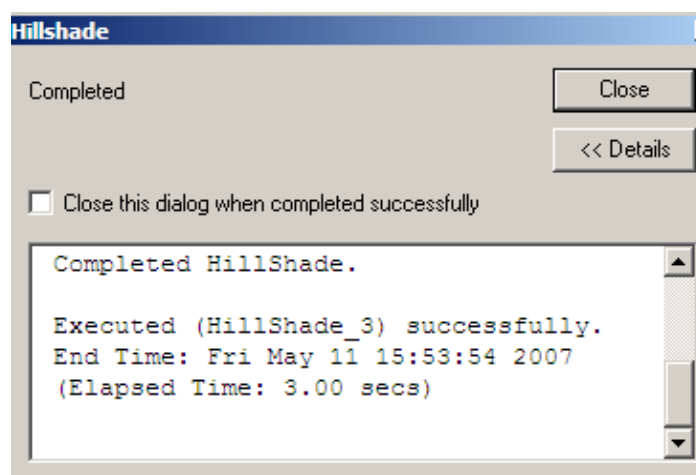 Hillshade
Completed
Close
<< Details
Close this dialog when completed successfully
Completed HillShade.
Executed (HillShade_3) successfully.
End Time: Fri May 11 15:53:54 2007
(Elapsed Time: 3.00 secs)